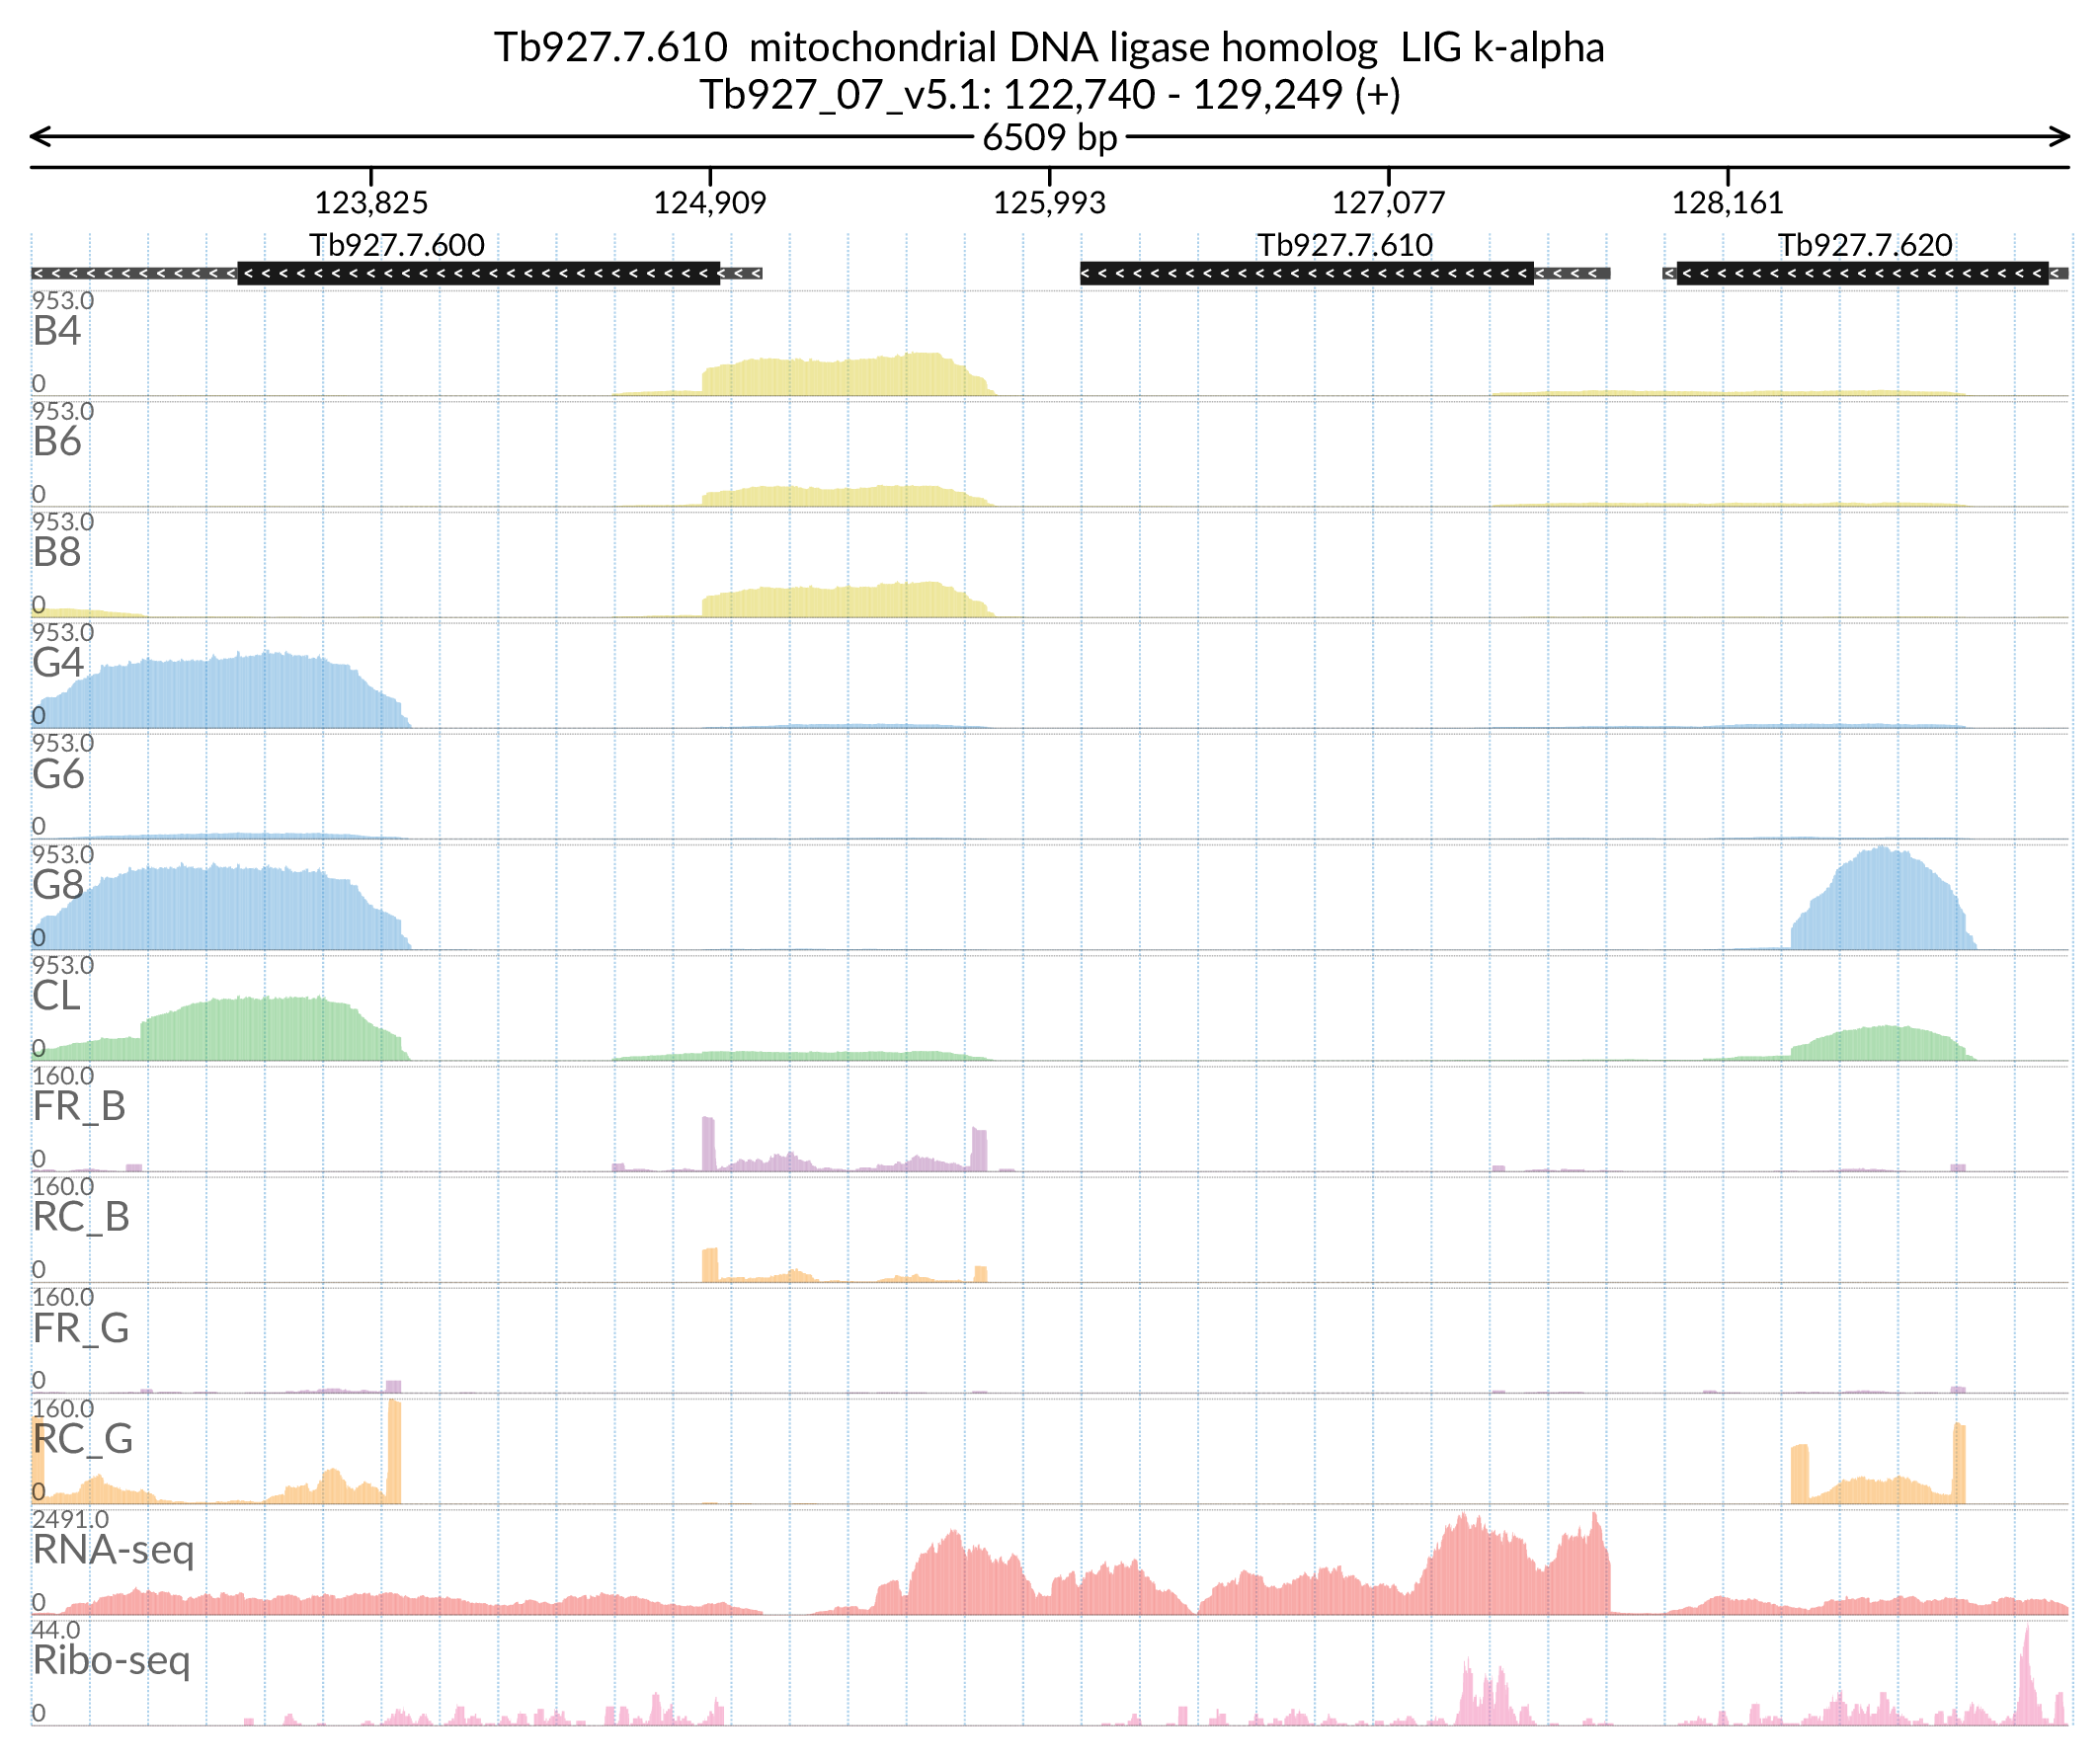 Tb927.7.610 mitochondrial DNA ligase homolog LIG k-alpha
Tb927_07_v5.1: 122,740 - 129,249 (+)
6509 bp
123,825 124,909 125,993 127,077 128,161
Tb927.7.600 Tb927.7.610 Tb927.7.620
953.0
B4
0
953.0
B6
0
953.0
B8
0
953.0
G4
0
953.0
G6
0
953.0
G8
0
953.0
CL
0
160.0
FR_B
0
160.0
RC_B
0
160.0
FR_G
0
160.0
RC_G
0
2491.0
RNA-seq
0
44.0
Ribo-seq
0